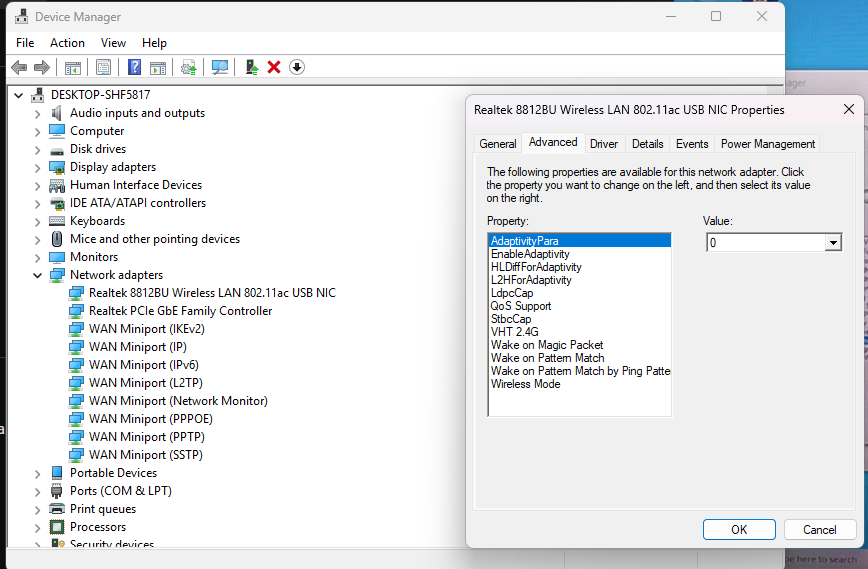 Device Manager
File Action View Help
DESKTOP-SHF5817
Audio inputs and outputs
Computer
Disk drives
Display adapters
Human Interface Devices
IDE ATA/ATAPI controllers
Keyboards
Mice and other pointing devices
Monitors
Network adapters
Realtek 8812BU Wireless LAN 802.11ac USB NIC
Realtek PCIe GbE Family Controller
WAN Miniport (IKEv2)
WAN Miniport (IP)
WAN Miniport (IPv6)
WAN Miniport (L2TP)
WAN Miniport (Network Monitor)
WAN Miniport (PPPOE)
WAN Miniport (PPTP)
WAN Miniport (SSTP)
Portable Devices
Ports (COM & LPT)
Print queues
Processors
Security devices
Realtek 8812BU Wireless LAN 802.11ac USB NIC Properties
General Advanced Driver Details Events Power Management
The following properties are available for this network adapter. Click
the property you want to change on the left, and then select its value
on the right.
Property:
Value:
AdaptivityPara
EnableAdaptivity
HLDiffForAdaptivity
L2HForAdaptivity
LdpcCap
QoS Support
StbcCap
VHT 2.4G
Wake on Magic Packet
Wake on Pattern Match
Wake on Pattern Match by Ping Patte
Wireless Mode
0
OK Cancel
here to search